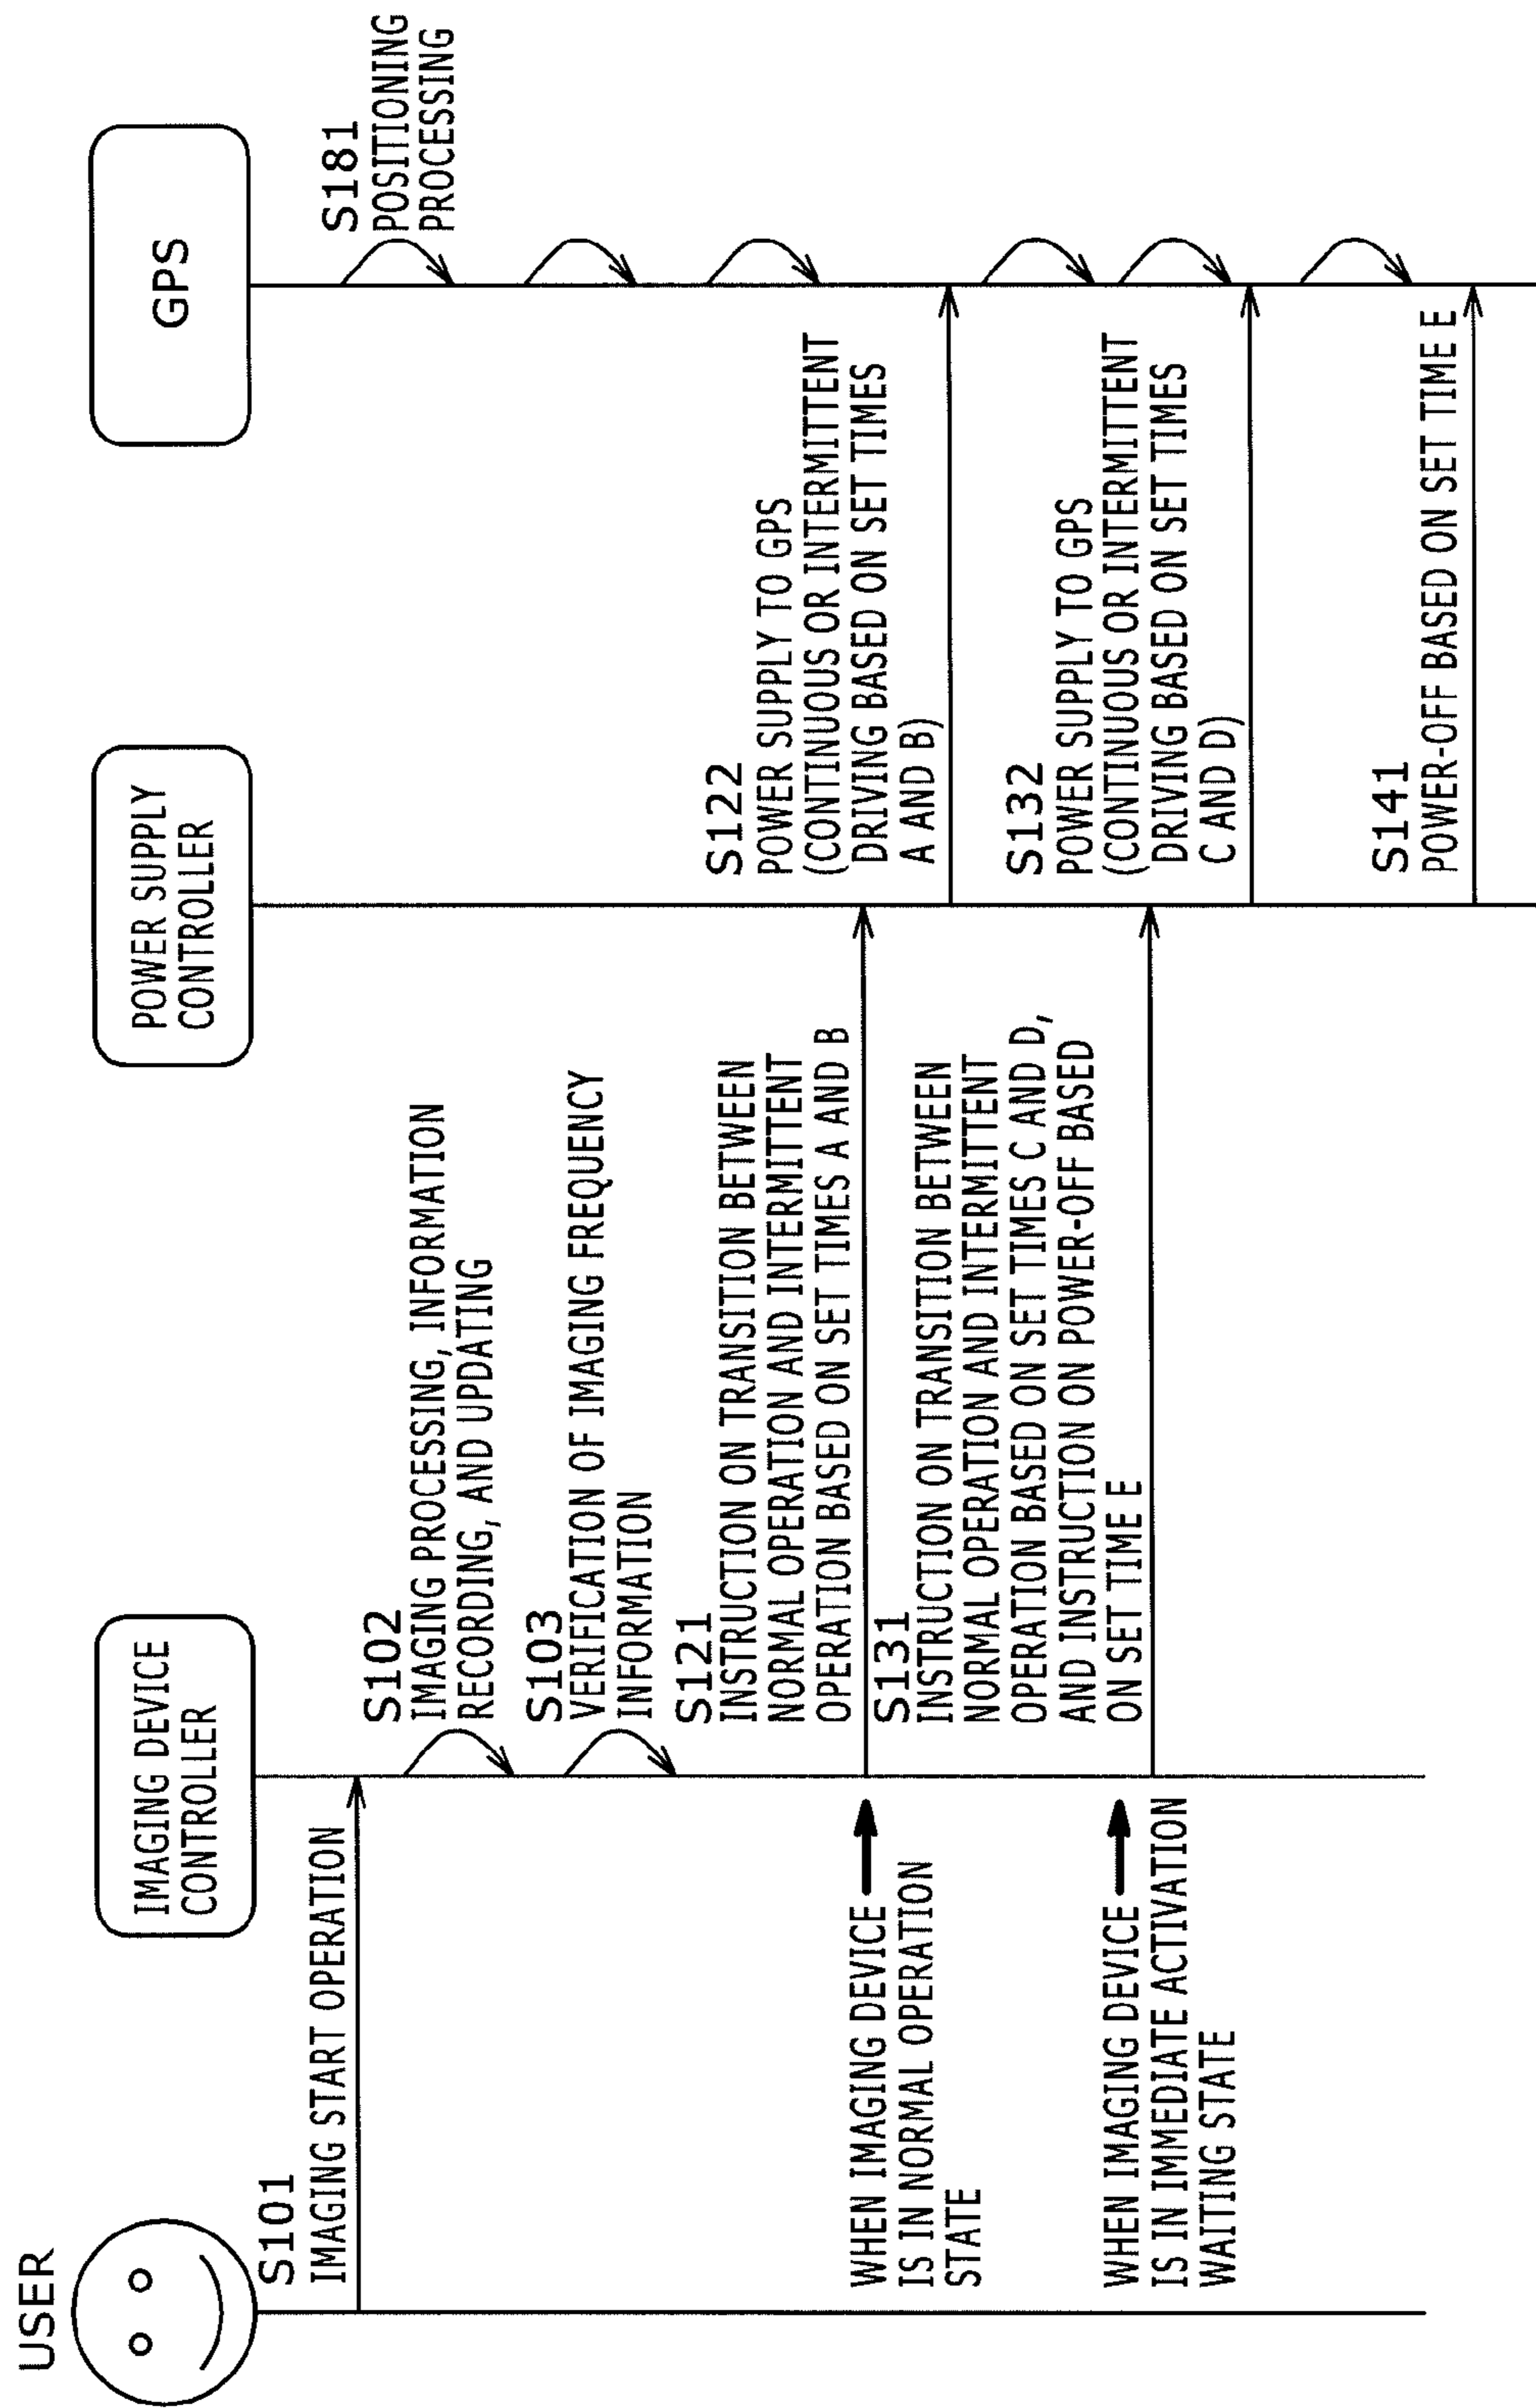 USER
IMAGING DEVICE
CONTROLLER
POWER SUPPLY
CONTROLLER
GPS
S101
IMAGING START OPERATION
S102
IMAGING PROCESSING, INFORMATION
RECORDING, AND UPDATING
S103
VERIFICATION OF IMAGING FREQUENCY
INFORMATION
S181
POSITIONING
PROCESSING
WHEN IMAGING DEVICE
IS IN NORMAL OPERATION
STATE
S121
INSTRUCTION ON TRANSITION BETWEEN
NORMAL OPERATION AND INTERMITTENT
OPERATION BASED ON SET TIMES A AND B
S122
POWER SUPPLY TO GPS
(CONTINUOUS OR INTERMITTENT
DRIVING BASED ON SET TIMES
A AND B)
WHEN IMAGING DEVICE
IS IN IMMEDIATE ACTIVATION
WAITING STATE
S131
INSTRUCTION ON TRANSITION BETWEEN
NORMAL OPERATION AND INTERMITTENT
OPERATION BASED ON SET TIMES C AND D,
AND INSTRUCTION ON POWER-OFF BASED
ON SET TIME E
S132
POWER SUPPLY TO GPS
(CONTINUOUS OR INTERMITTENT
DRIVING BASED ON SET TIMES
C AND D)
S141
POWER-OFF BASED ON SET TIME E